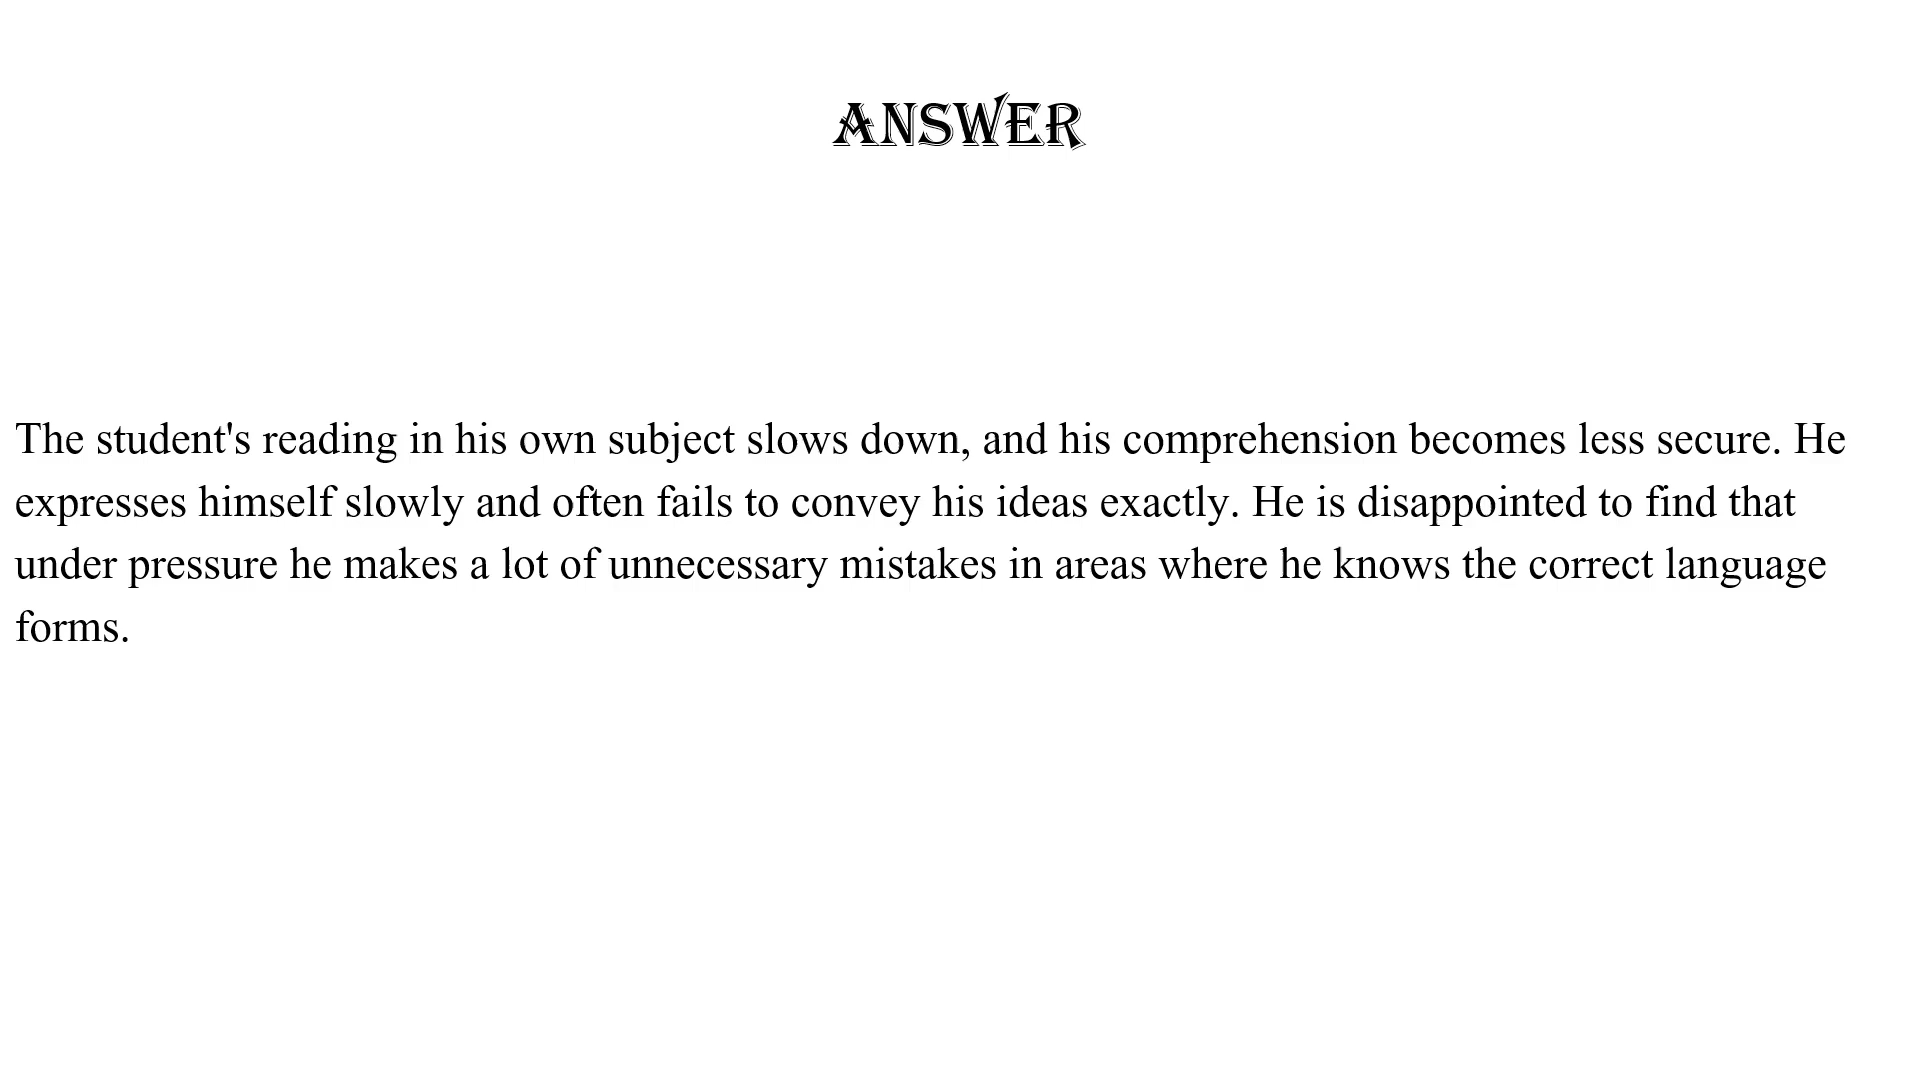 ANSWER
The student's reading in his own subject slows down, and his comprehension becomes less secure. He
expresses himself slowly and often fails to convey his ideas exactly. He is disappointed to find that
under pressure he makes a lot of unnecessary mistakes in areas where he knows the correct language
forms.